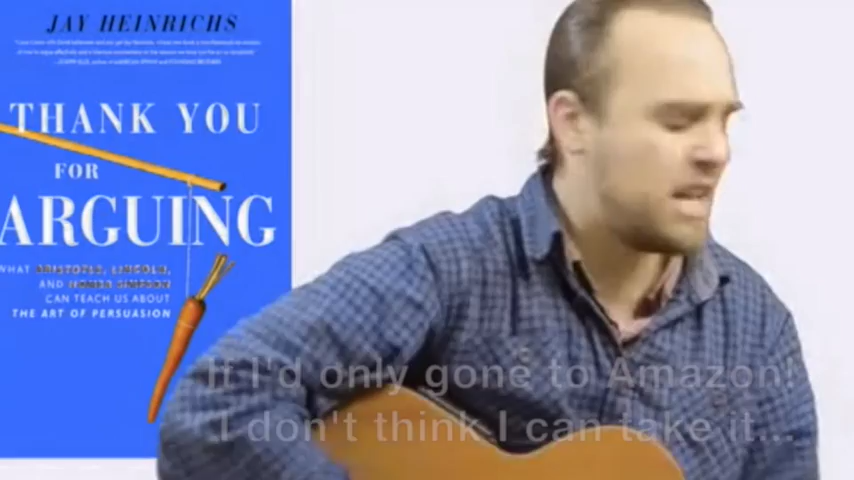 JAY HEINRICHS
THANK YOU
FOR
ARGUING
WHAT ARISTOTLE, LINCOLN,
AND HOMER SIMPSON
CAN TEACH US ABOUT
THE ART OF PERSUASION
If I'd only gone to Amazon!
I don't think I can take it...